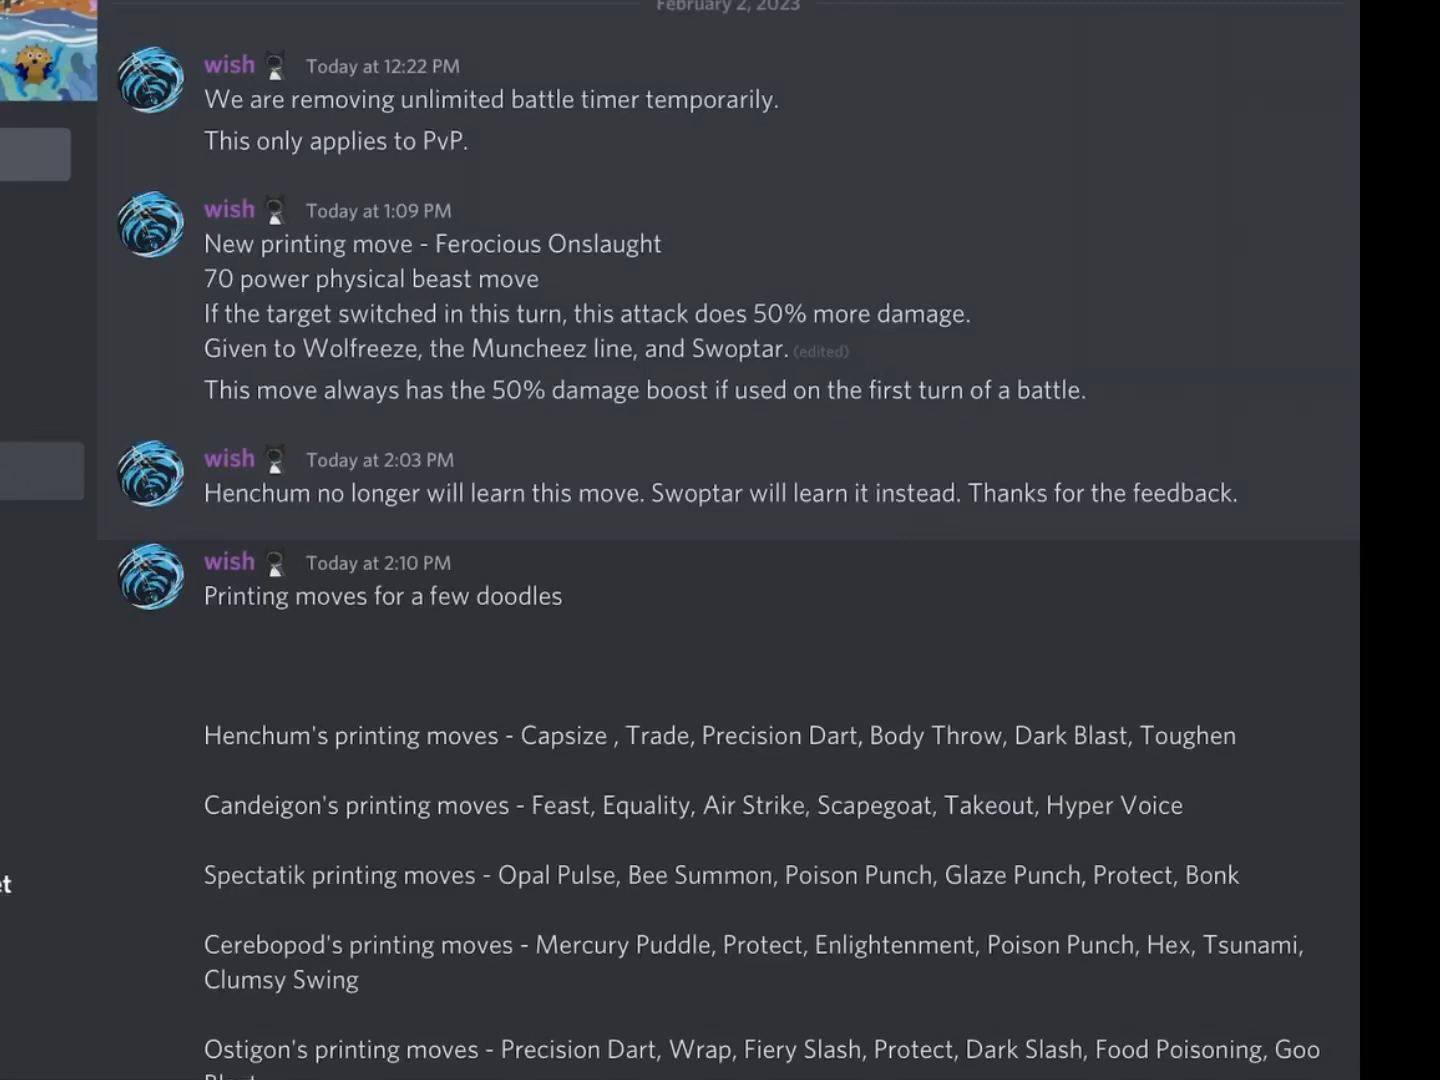 February 2, 2023
wish Today at 12:22 PM
We are removing unlimited battle timer temporarily.
This only applies to PvP.
wish Today at 1:09 PM
New printing move - Ferocious Onslaught
70 power physical beast move
If the target switched in this turn, this attack does 50% more damage.
Given to Wolfreeze, the Muncheez line, and Swoptar. (edited)
This move always has the 50% damage boost if used on the first turn of a battle.
wish Today at 2:03 PM
Henchum no longer will learn this move. Swoptar will learn it instead. Thanks for the feedback.
wish Today at 2:10 PM
Printing moves for a few doodles
Henchum's printing moves - Capsize , Trade, Precision Dart, Body Throw, Dark Blast, Toughen
Candeigon's printing moves - Feast, Equality, Air Strike, Scapegoat, Takeout, Hyper Voice
Spectatik printing moves - Opal Pulse, Bee Summon, Poison Punch, Glaze Punch, Protect, Bonk
Cerebopod's printing moves - Mercury Puddle, Protect, Enlightenment, Poison Punch, Hex, Tsunami,
Clumsy Swing
Ostigon's printing moves - Precision Dart, Wrap, Fiery Slash, Protect, Dark Slash, Food Poisoning, Goo